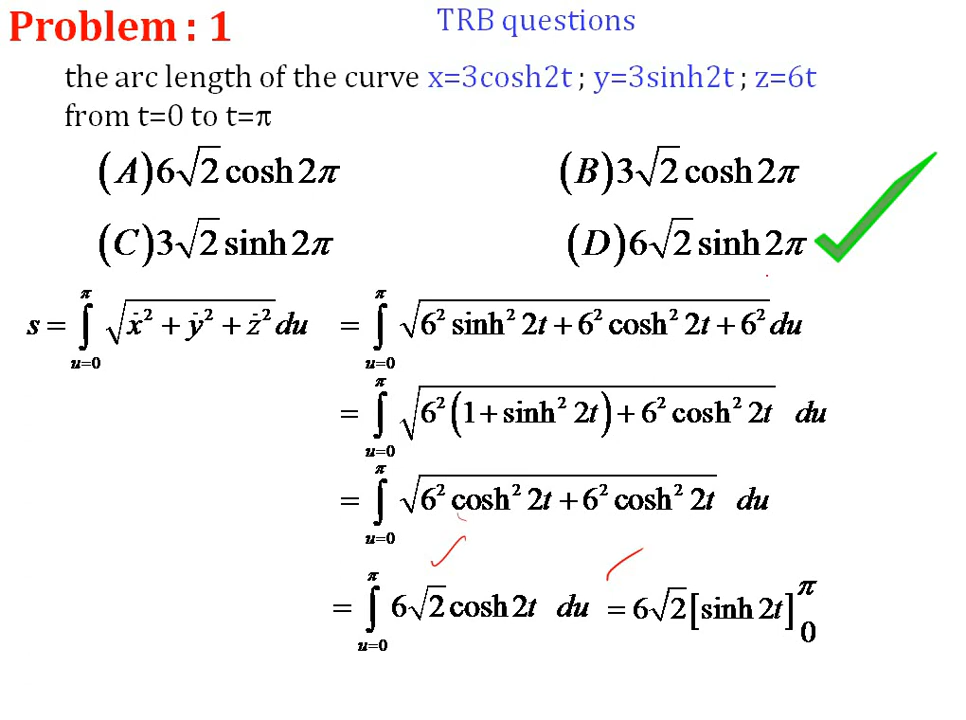 Problem : 1
TRB questions
the arc length of the curve x=3cosh2t ; y=3sinh2t ; z=6t
from t=0 to t=π
(A)6√2 cosh 2π
(B)3√2 cosh 2π
(C)3√2 sinh 2π
(D)6√2 sinh 2π
s = ∫_{u=0}^{π} √(ẋ² + ẏ² + ż²) du = ∫_{u=0}^{π} √(6² sinh² 2t + 6² cosh² 2t + 6²) du
= ∫_{u=0}^{π} √(6² (1 + sinh² 2t) + 6² cosh² 2t) du
= ∫_{u=0}^{π} √(6² cosh² 2t + 6² cosh² 2t) du
= ∫_{u=0}^{π} 6√2 cosh 2t du = 6√2 [sinh 2t]_{0}^{π}